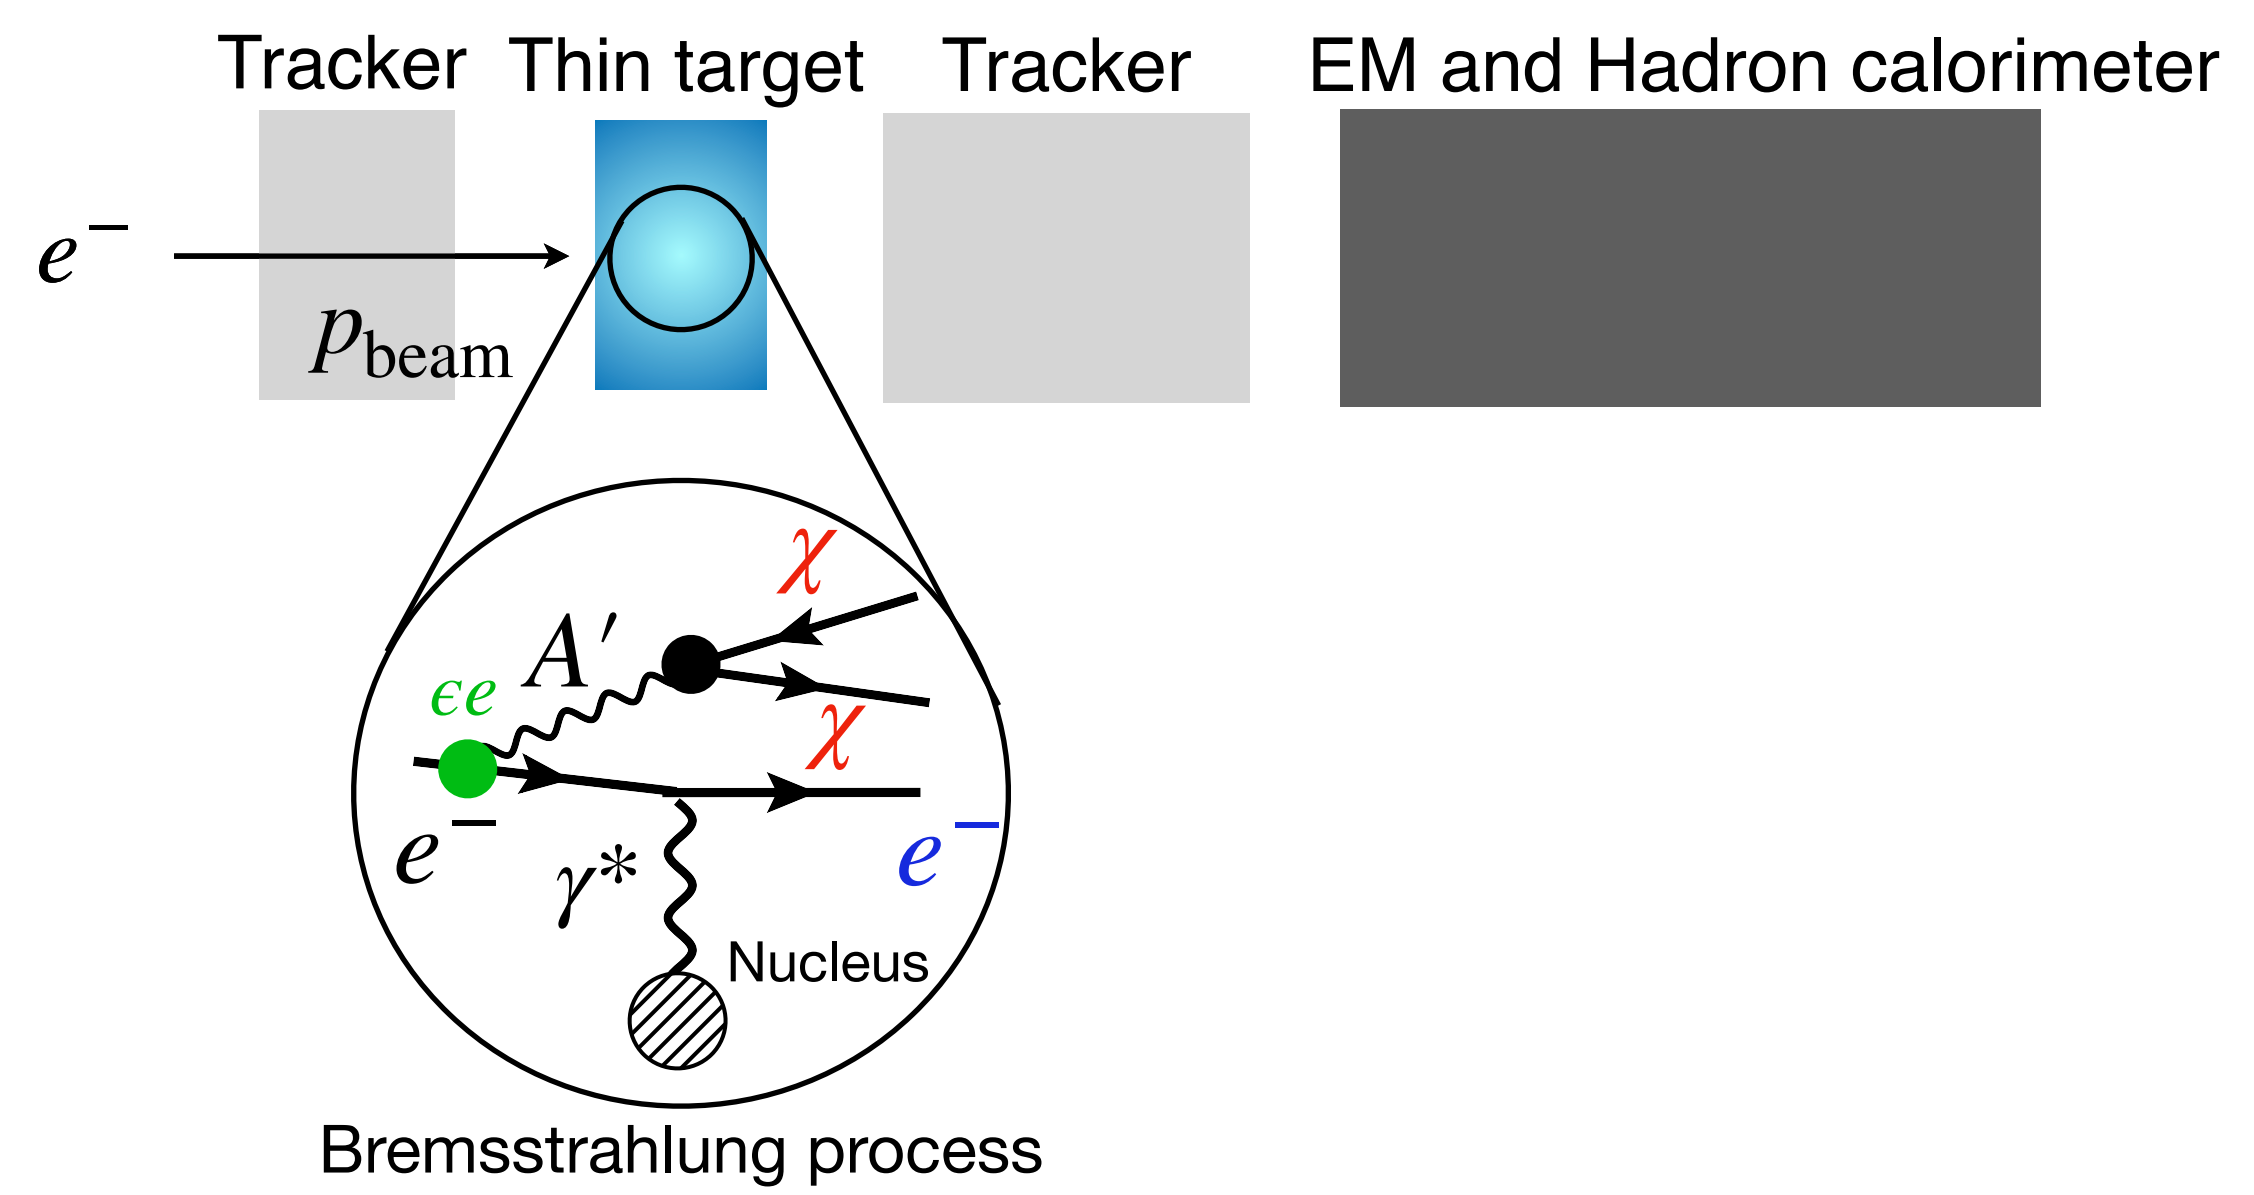 Tracker Thin target Tracker EM and Hadron calorimeter
e⁻
p_beam
χ
A′
ϵe
χ
e⁻ γ* e⁻
Nucleus
Bremsstrahlung process